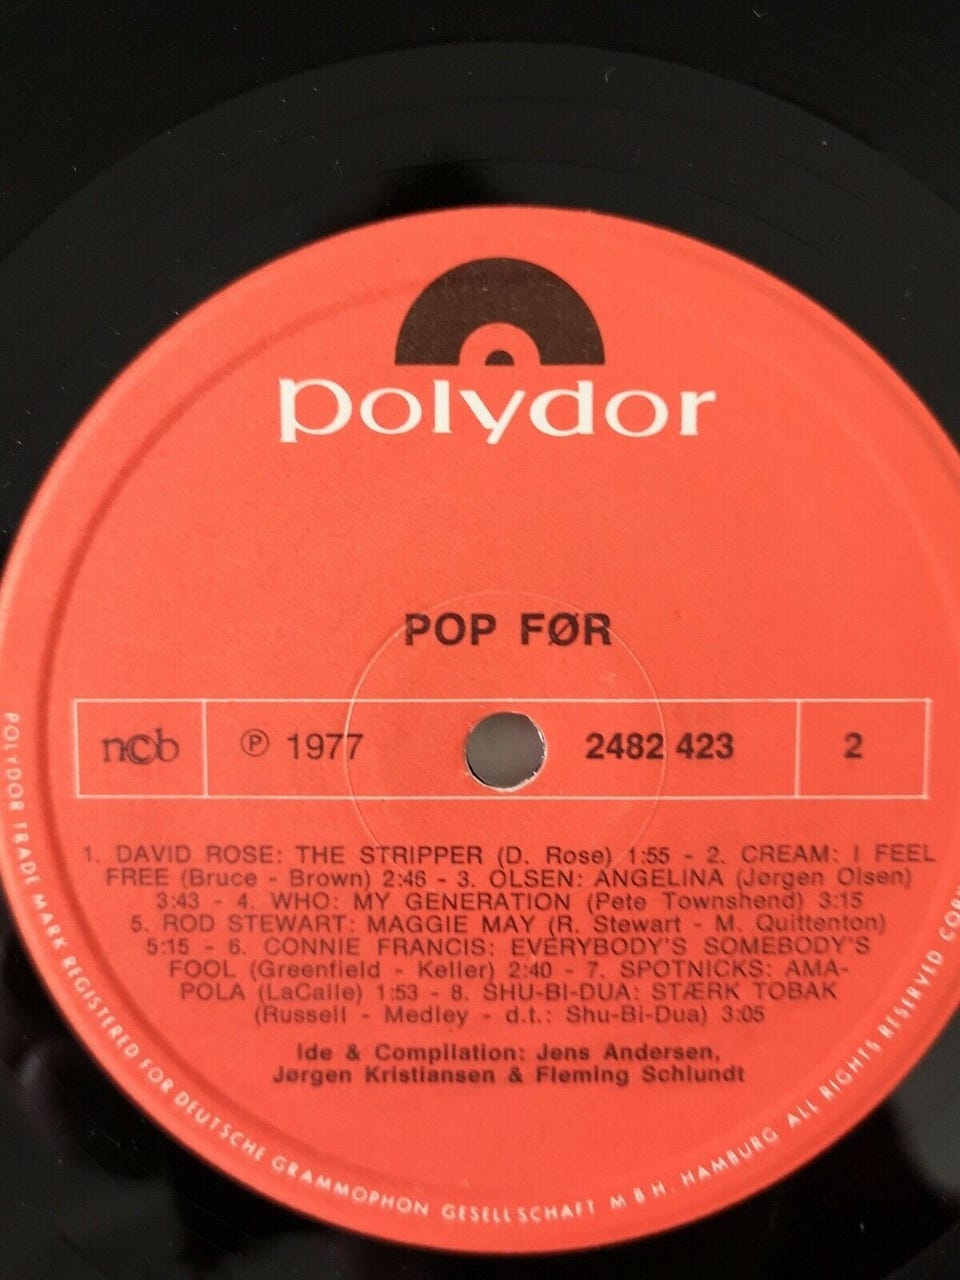 polydor
POP FØR
ncb
℗ 1977
2482 423
2
1. DAVID ROSE: THE STRIPPER (D. Rose) 1:55 - 2. CREAM: I FEEL
FREE (Bruce - Brown) 2:46 - 3. OLSEN: ANGELINA (Jørgen Olsen)
3:43 - 4. WHO: MY GENERATION (Pete Townshend) 3:15
5. ROD STEWART: MAGGIE MAY (R. Stewart - M. Quittenton)
5:15 - 6. CONNIE FRANCIS: EVERYBODY'S SOMEBODY'S
FOOL (Greenfield - Keller) 2:40 - 7. SPOTNICKS: AMA-
POLA (LaCalle) 1:53 - 8. SHU-BI-DUA: STÆRK TOBAK
(Russell - Medley - d.t.: Shu-Bi-Dua) 3:05
Ide & Compilation: Jens Andersen,
Jørgen Kristiansen & Fleming Schlundt
POLYDOR TRADE MARK REGISTERED FOR DEUTSCHE GRAMMOPHON GESELLSCHAFT M B H. HAMBURG ALL RIGHTS RESERVED